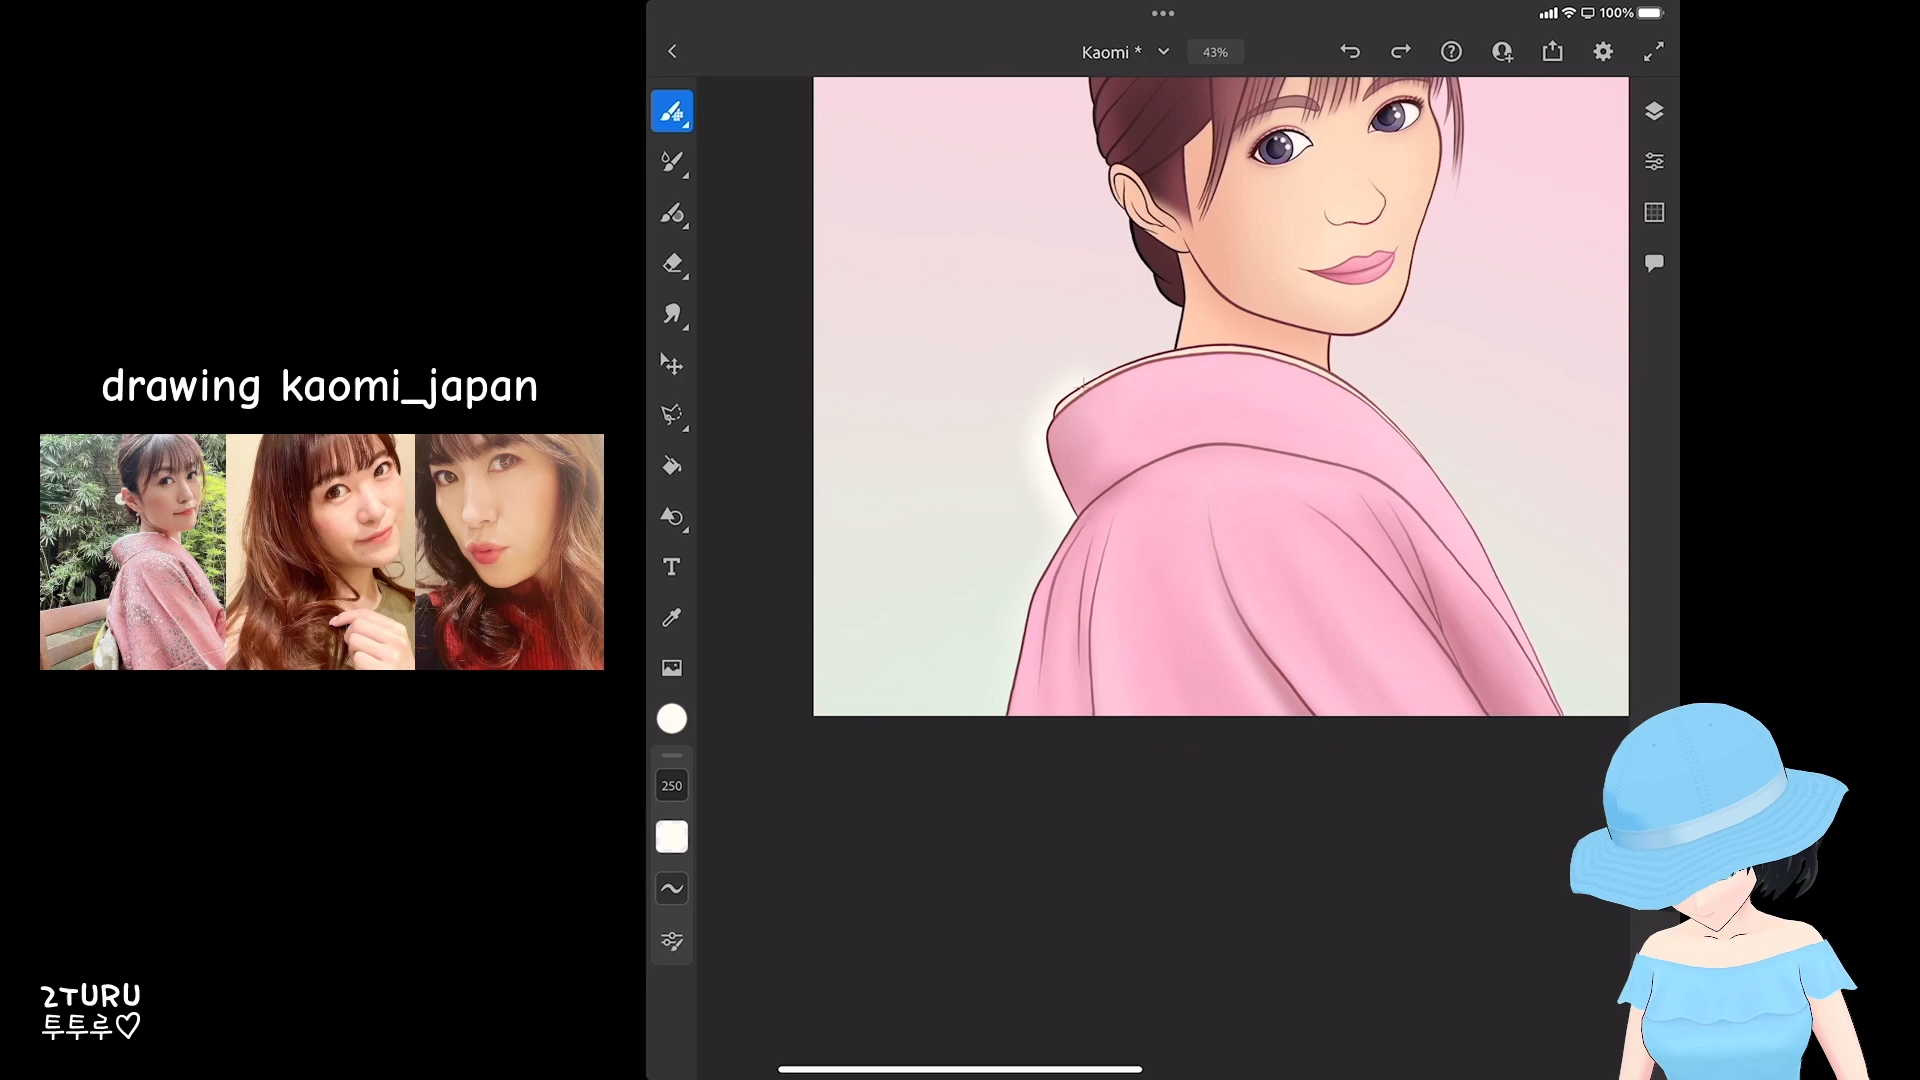 100%
Kaomi *
43%
drawing kaomi_japan
T
250
2TURU
투투루♡